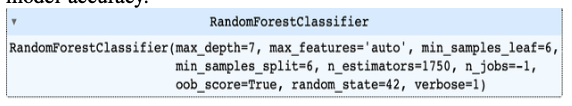 model accuracy.
RandomForestClassifier
RandomForestClassifier(max_depth=7, max_features='auto', min_samples_leaf=6,
min_samples_split=6, n_estimators=1750, n_jobs=-1,
oob_score=True, random_state=42, verbose=1)